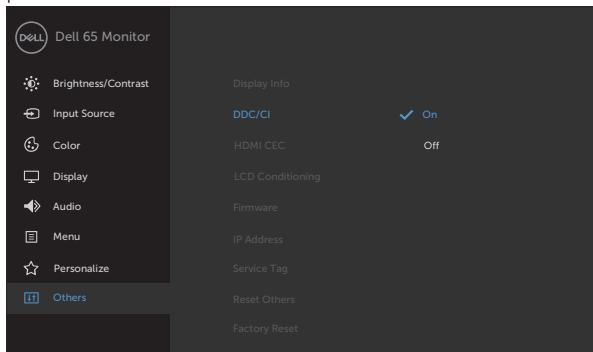 DELL Dell 65 Monitor
Brightness/Contrast Display Info
Input Source DDC/CI On
Color HDMI CEC Off
Display LCD Conditioning
Audio Firmware
Menu IP Address
Personalize Service Tag
Others Reset Others
Factory Reset